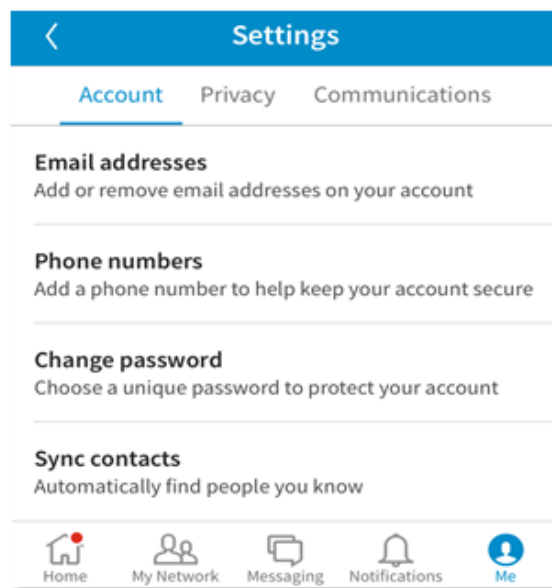 Settings
Account Privacy Communications
Email addresses
Add or remove email addresses on your account
Phone numbers
Add a phone number to help keep your account secure
Change password
Choose a unique password to protect your account
Sync contacts
Automatically find people you know
Home My Network Messaging Notifications Me